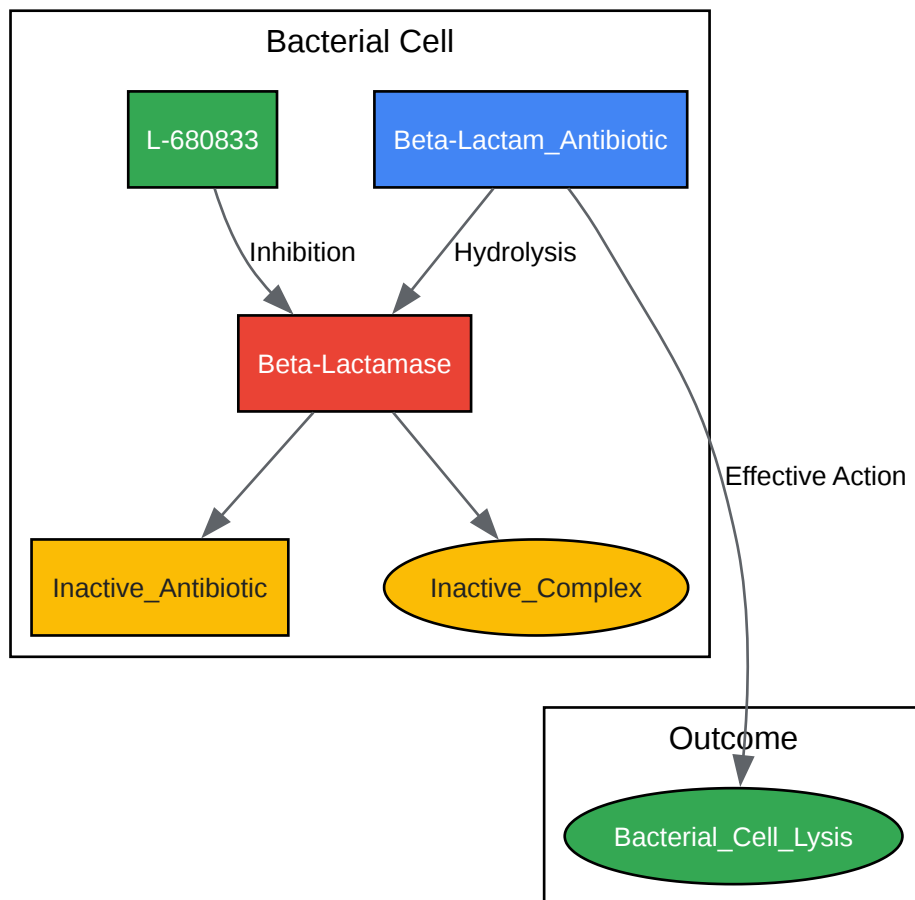 Bacterial Cell
L-680833
Beta-Lactam_Antibiotic
Inhibition
Hydrolysis
Beta-Lactamase
Effective Action
Inactive_Antibiotic
Inactive_Complex
Outcome
Bacterial_Cell_Lysis